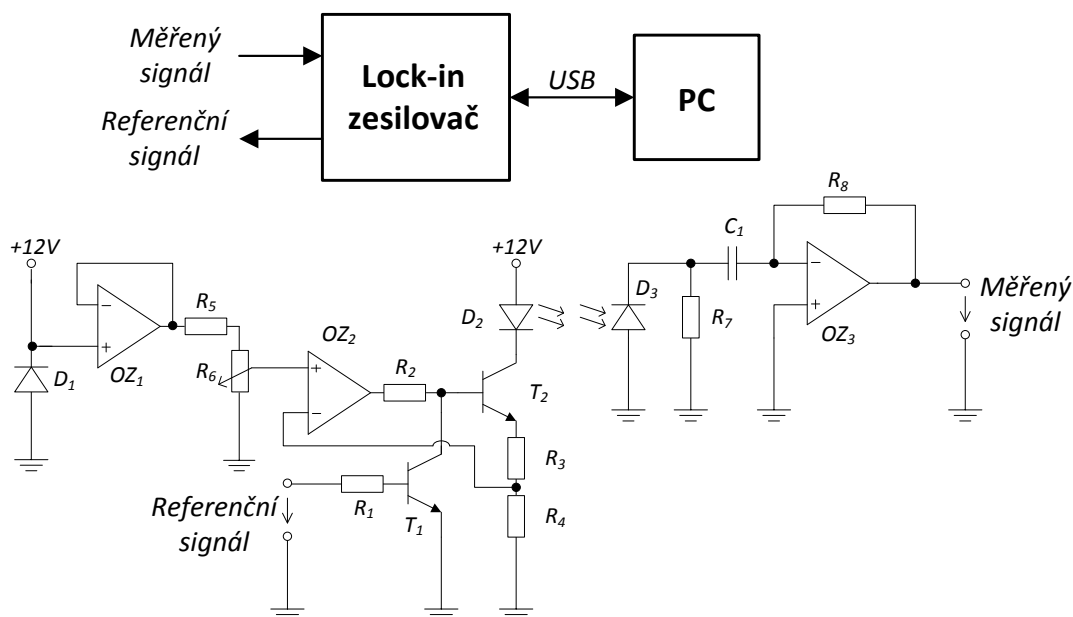 Měřený
signál
Referenční
signál
Lock-in
zesilovač
USB
PC
+12V
D1
OZ1
R5
R6
OZ2
R2
+12V
D2
T2
R3
R4
R1
T1
Referenční
signál
D3
R7
C1
R8
OZ3
Měřený
signál